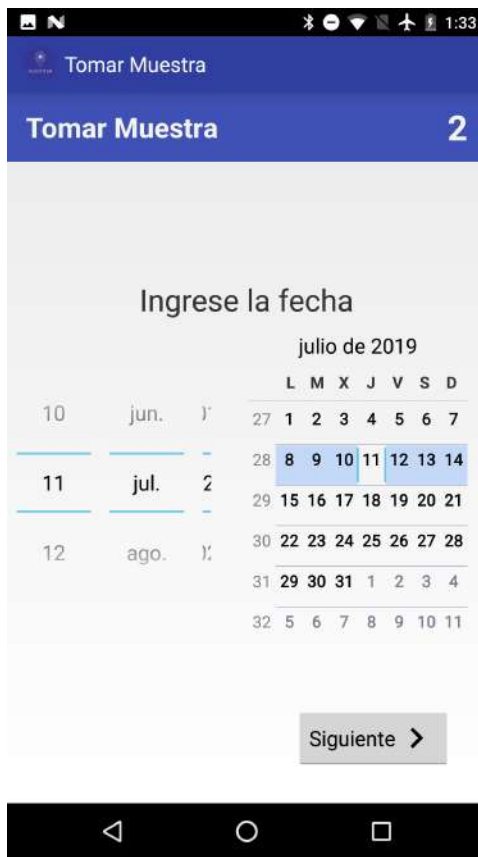 1:33
Tomar Muestra
Tomar Muestra 2
Ingrese la fecha
julio de 2019
L M X J V S D
10 jun.
27 1 2 3 4 5 6 7
28 8 9 10 11 12 13 14
11 jul. 2
29 15 16 17 18 19 20 21
30 22 23 24 25 26 27 28
12 ago.
31 29 30 31 1 2 3 4
32 5 6 7 8 9 10 11
Siguiente